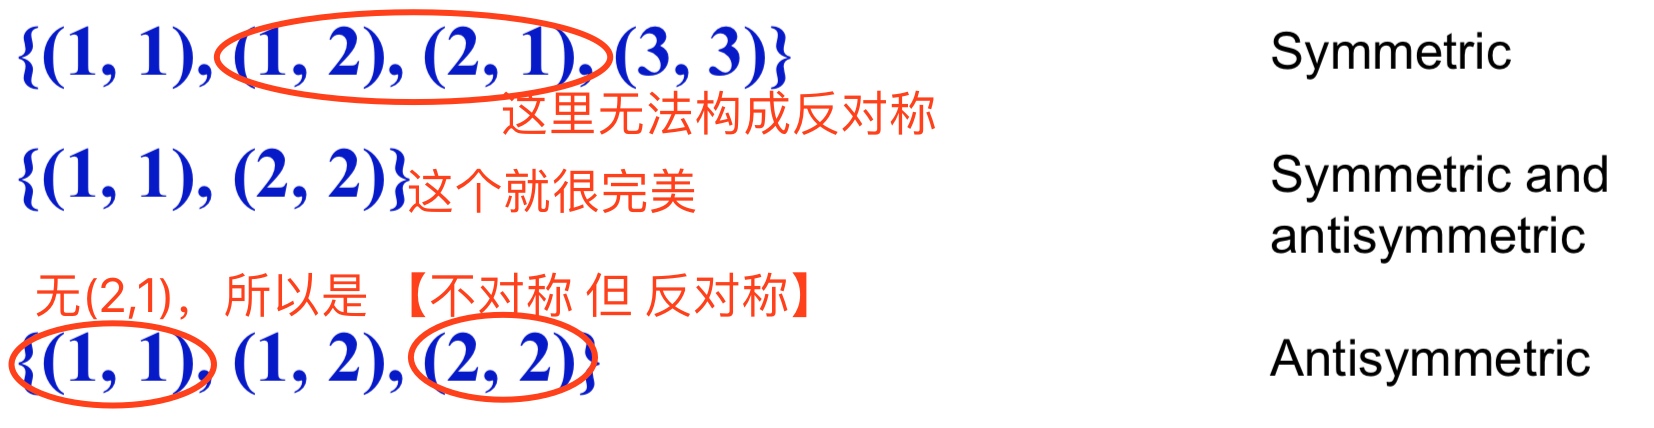 {(1, 1), (1, 2), (2, 1), (3, 3)} Symmetric
这里无法构成反对称
{(1, 1), (2, 2)}这个就很完美 Symmetric and
antisymmetric
无(2,1)，所以是【不对称 但 反对称】
{(1, 1), (1, 2), (2, 2)} Antisymmetric